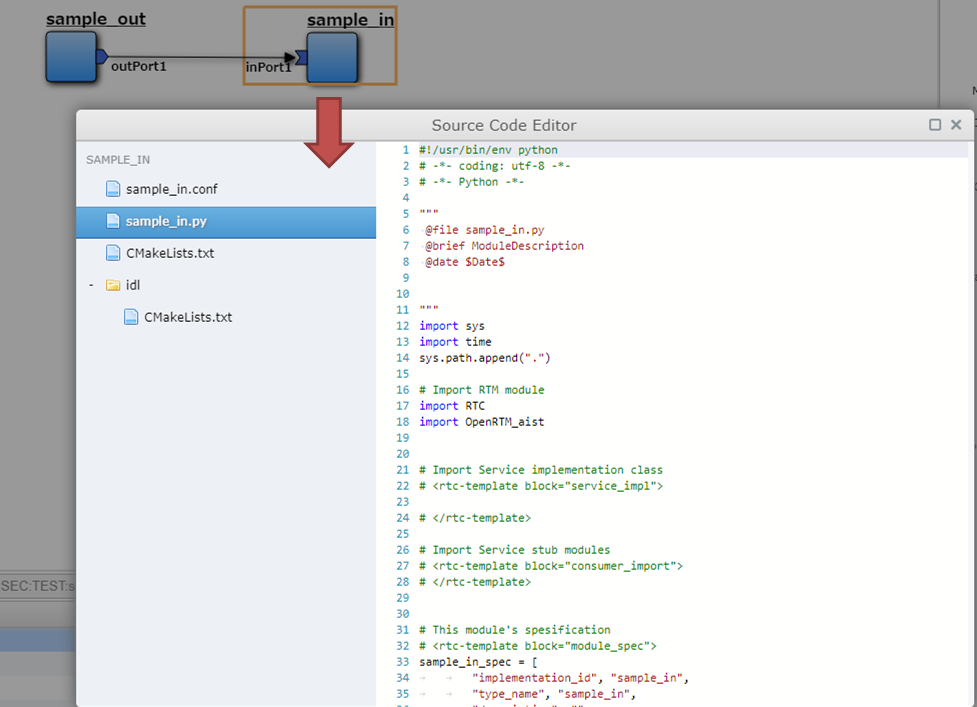 sample_out
sample_in
outPort1
inPort1
Source Code Editor
SAMPLE_IN
sample_in.conf
sample_in.py
CMakeLists.txt
- idl
CMakeLists.txt
1 #!/usr/bin/env python
2 # -*- coding: utf-8 -*-
3 # -*- Python -*-
4
5 """
6 @file sample_in.py
7 @brief ModuleDescription
8 @date $Date$
9
10
11 """
12 import sys
13 import time
14 sys.path.append(".")
15
16 # Import RTM module
17 import RTC
18 import OpenRTM_aist
19
20
21 # Import Service implementation class
22 # <rtc-template block="service_impl">
23
24 # </rtc-template>
25
26 # Import Service stub modules
27 # <rtc-template block="consumer_import">
28 # </rtc-template>
29
30
31 # This module's spesification
32 # <rtc-template block="module_spec">
33 sample_in_spec = [
34 "implementation_id", "sample_in",
35 "type_name", "sample_in",
SEC:TEST:s